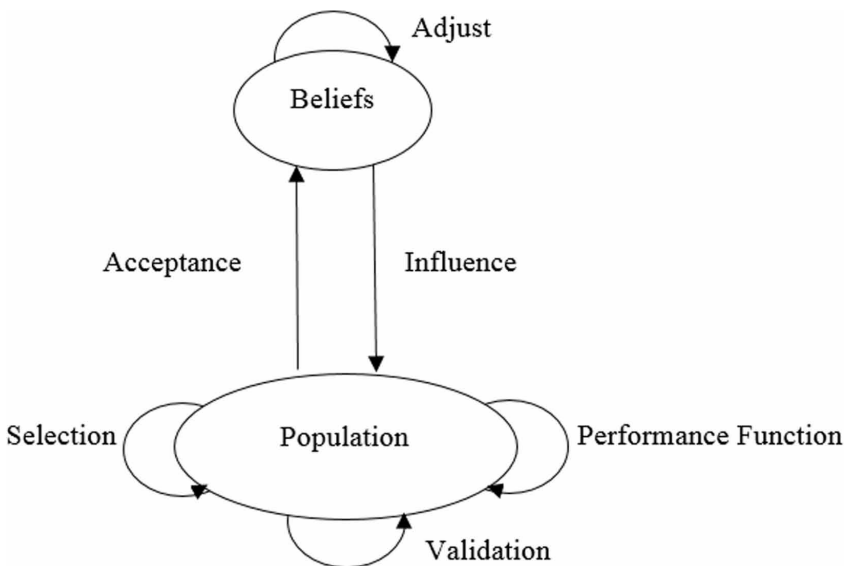 Adjust
Beliefs
Acceptance
Influence
Selection
Population
Performance Function
Validation